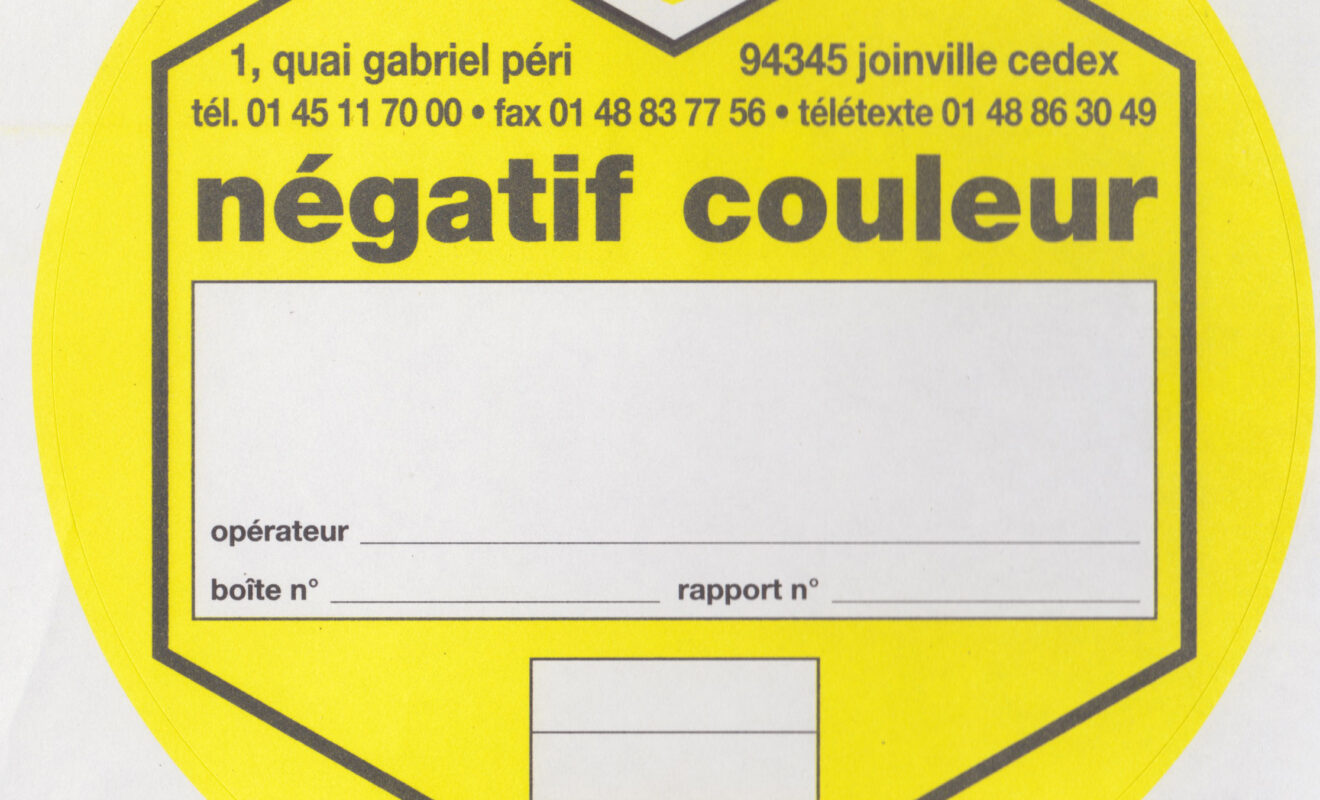 1, quai gabriel péri 94345 joinville cedex
tél. 01 45 11 70 00 • fax 01 48 83 77 56 • télétexte 01 48 86 30 49
négatif couleur
opérateur
boîte n° rapport n°